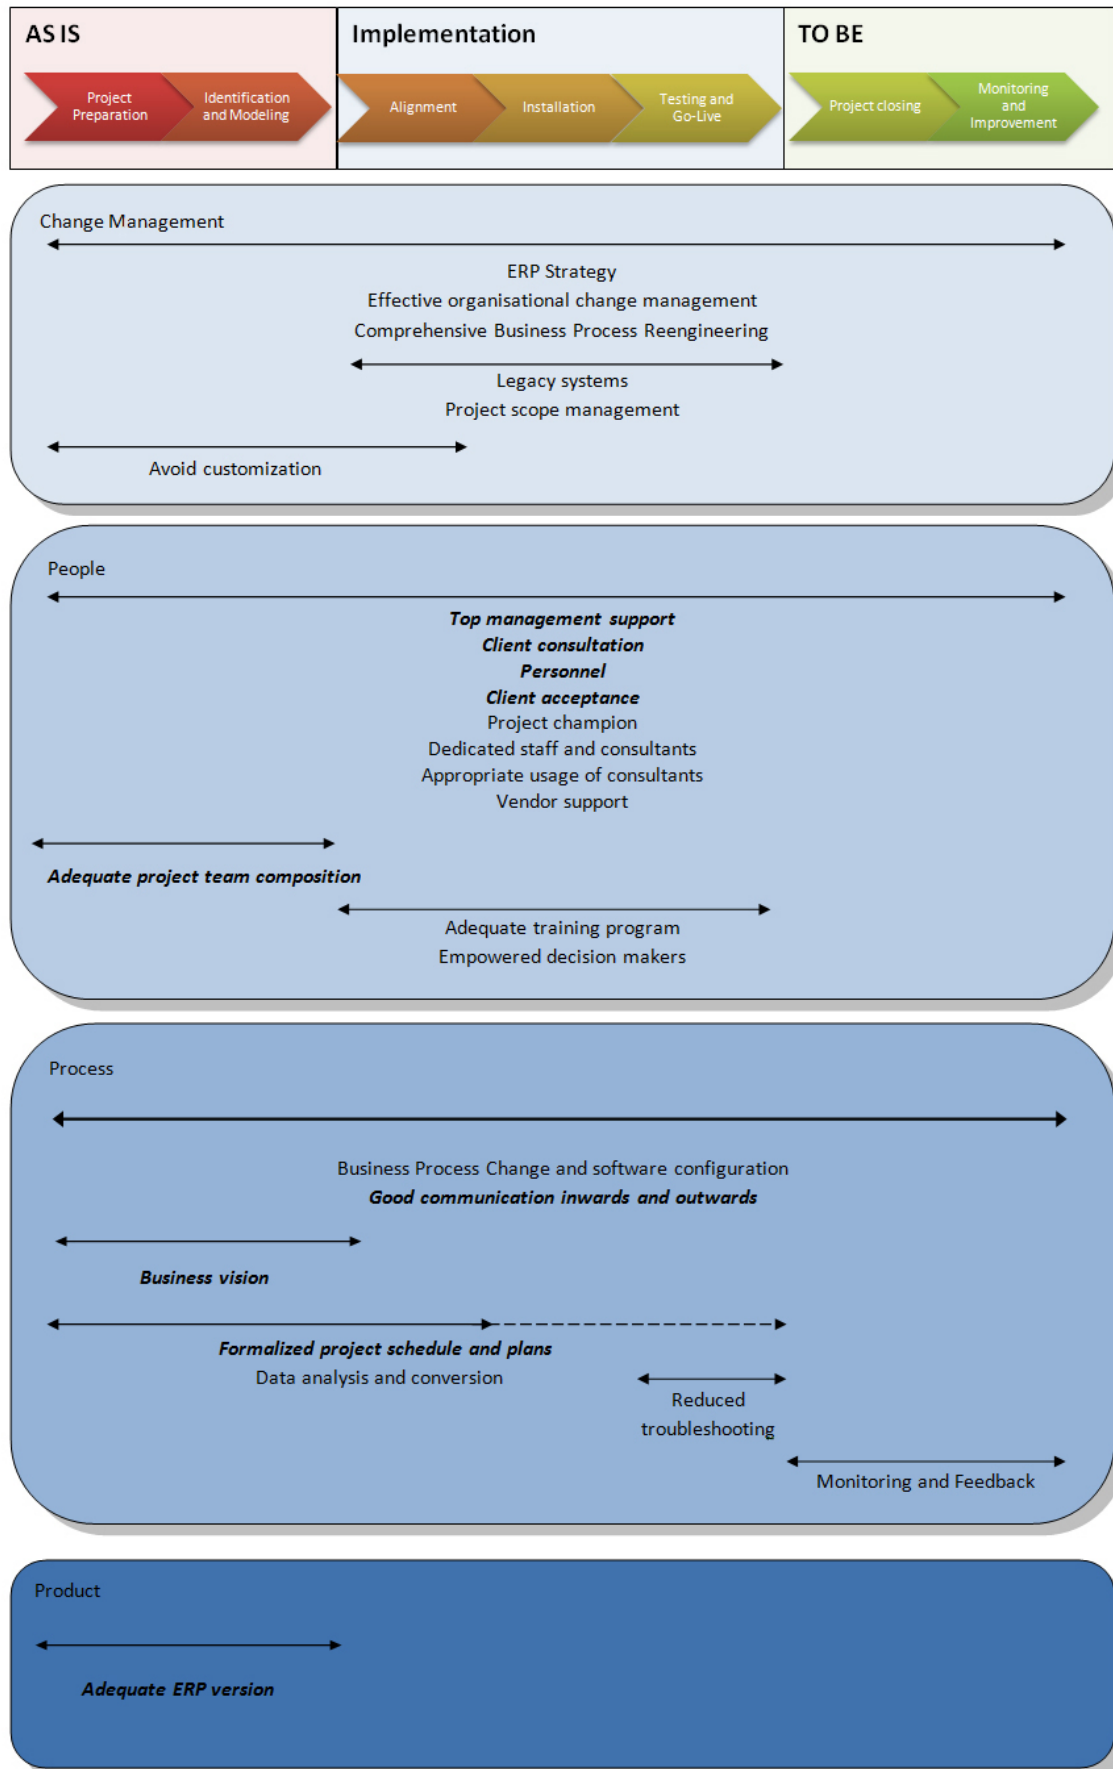 AS IS
Implementation
TO BE
Project
Preparation
Identification
and Modeling
Alignment
Installation
Testing and
Go-Live
Project closing
Monitoring
and
Improvement
Change Management
ERP Strategy
Effective organisational change management
Comprehensive Business Process Reengineering
Legacy systems
Project scope management
Avoid customization
People
Top management support
Client consultation
Personnel
Client acceptance
Project champion
Dedicated staff and consultants
Appropriate usage of consultants
Vendor support
Adequate project team composition
Adequate training program
Empowered decision makers
Process
Business Process Change and software configuration
Good communication inwards and outwards
Business vision
Formalized project schedule and plans
Data analysis and conversion
Reduced
troubleshooting
Monitoring and Feedback
Product
Adequate ERP version